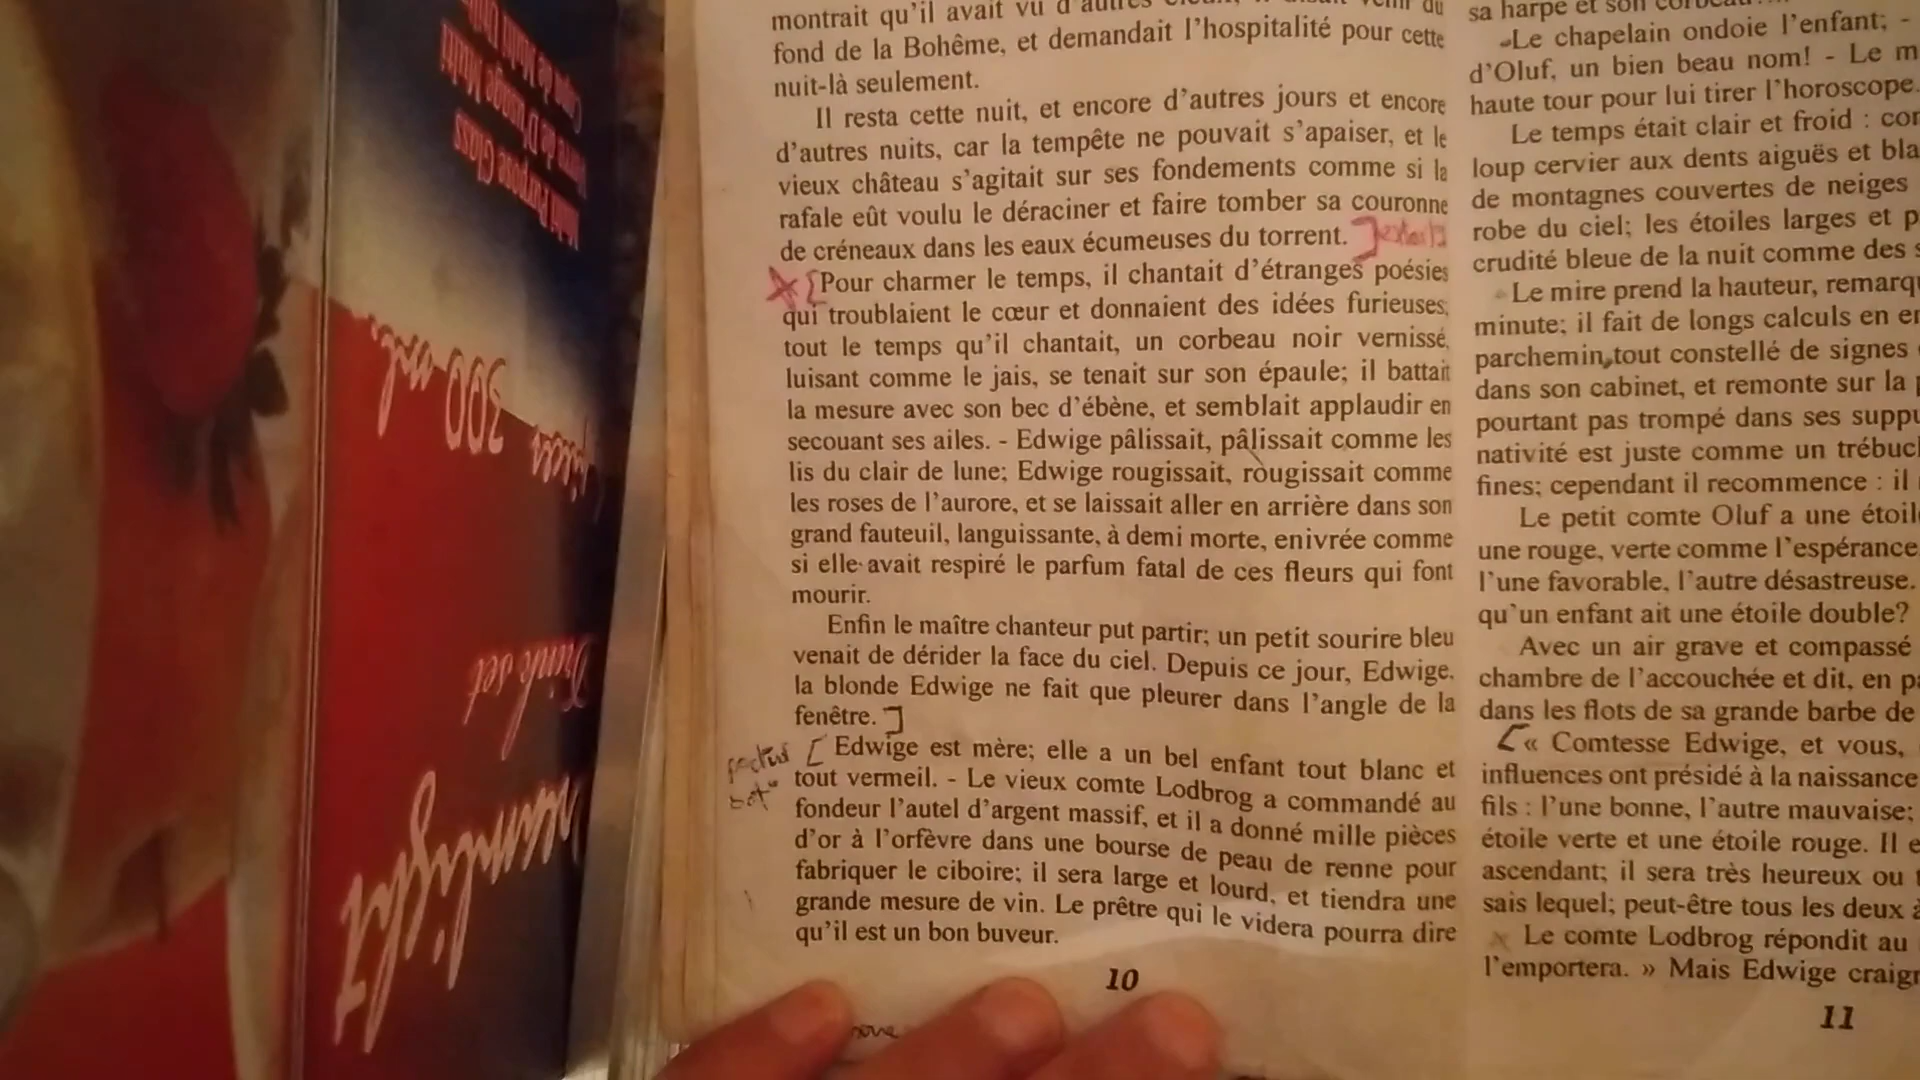 montrait qu'il avait vu d'autres
fond de la Bohême, et demandait l'hospitalité pour cette
nuit-là seulement.
Il resta cette nuit, et encore d'autres jours et encore
d'autres nuits, car la tempête ne pouvait s'apaiser, et le
vieux château s'agitait sur ses fondements comme si la
rafale eût voulu le déraciner et faire tomber sa couronne
de créneaux dans les eaux écumeuses du torrent.
Pour charmer le temps, il chantait d'étranges poésies
qui troublaient le cœur et donnaient des idées furieuses;
tout le temps qu'il chantait, un corbeau noir vernissé,
luisant comme le jais, se tenait sur son épaule; il battait
la mesure avec son bec d'ébène, et semblait applaudir en
secouant ses ailes. - Edwige pâlissait, pâlissait comme les
lis du clair de lune; Edwige rougissait, rougissait comme
les roses de l'aurore, et se laissait aller en arrière dans son
grand fauteuil, languissante, à demi morte, enivrée comme
si elle avait respiré le parfum fatal de ces fleurs qui font
mourir.
Enfin le maître chanteur put partir; un petit sourire bleu
venait de dérider la face du ciel. Depuis ce jour, Edwige,
la blonde Edwige ne fait que pleurer dans l'angle de la
fenêtre.
Edwige est mère; elle a un bel enfant tout blanc et
tout vermeil. - Le vieux comte Lodbrog a commandé au
fondeur l'autel d'argent massif, et il a donné mille pièces
d'or à l'orfèvre dans une bourse de peau de renne pour
fabriquer le ciboire; il sera large et lourd, et tiendra une
grande mesure de vin. Le prêtre qui le videra pourra dire
qu'il est un bon buveur.
10
sa harpe et son corbeau
Le chapelain ondoie l'enfant; -
d'Oluf, un bien beau nom! - Le m
haute tour pour lui tirer l'horoscope.
Le temps était clair et froid : com
loup cervier aux dents aiguës et bla
de montagnes couvertes de neiges
robe du ciel; les étoiles larges et p
crudité bleue de la nuit comme des s
Le mire prend la hauteur, remarqu
minute; il fait de longs calculs en en
parchemin tout constellé de signes
dans son cabinet, et remonte sur la p
pourtant pas trompé dans ses suppu
nativité est juste comme un trébuch
fines; cependant il recommence : il
Le petit comte Oluf a une étoile
une rouge, verte comme l'espérance
l'une favorable, l'autre désastreuse.
qu'un enfant ait une étoile double?
Avec un air grave et compassé
chambre de l'accouchée et dit, en pa
dans les flots de sa grande barbe de
« Comtesse Edwige, et vous,
influences ont présidé à la naissance
fils : l'une bonne, l'autre mauvaise;
étoile verte et une étoile rouge. Il e
ascendant; il sera très heureux ou
sais lequel; peut-être tous les deux à
Le comte Lodbrog répondit au
l'emportera. » Mais Edwige craign
11
Multi Purpose Glass
300 ml.
Drink set